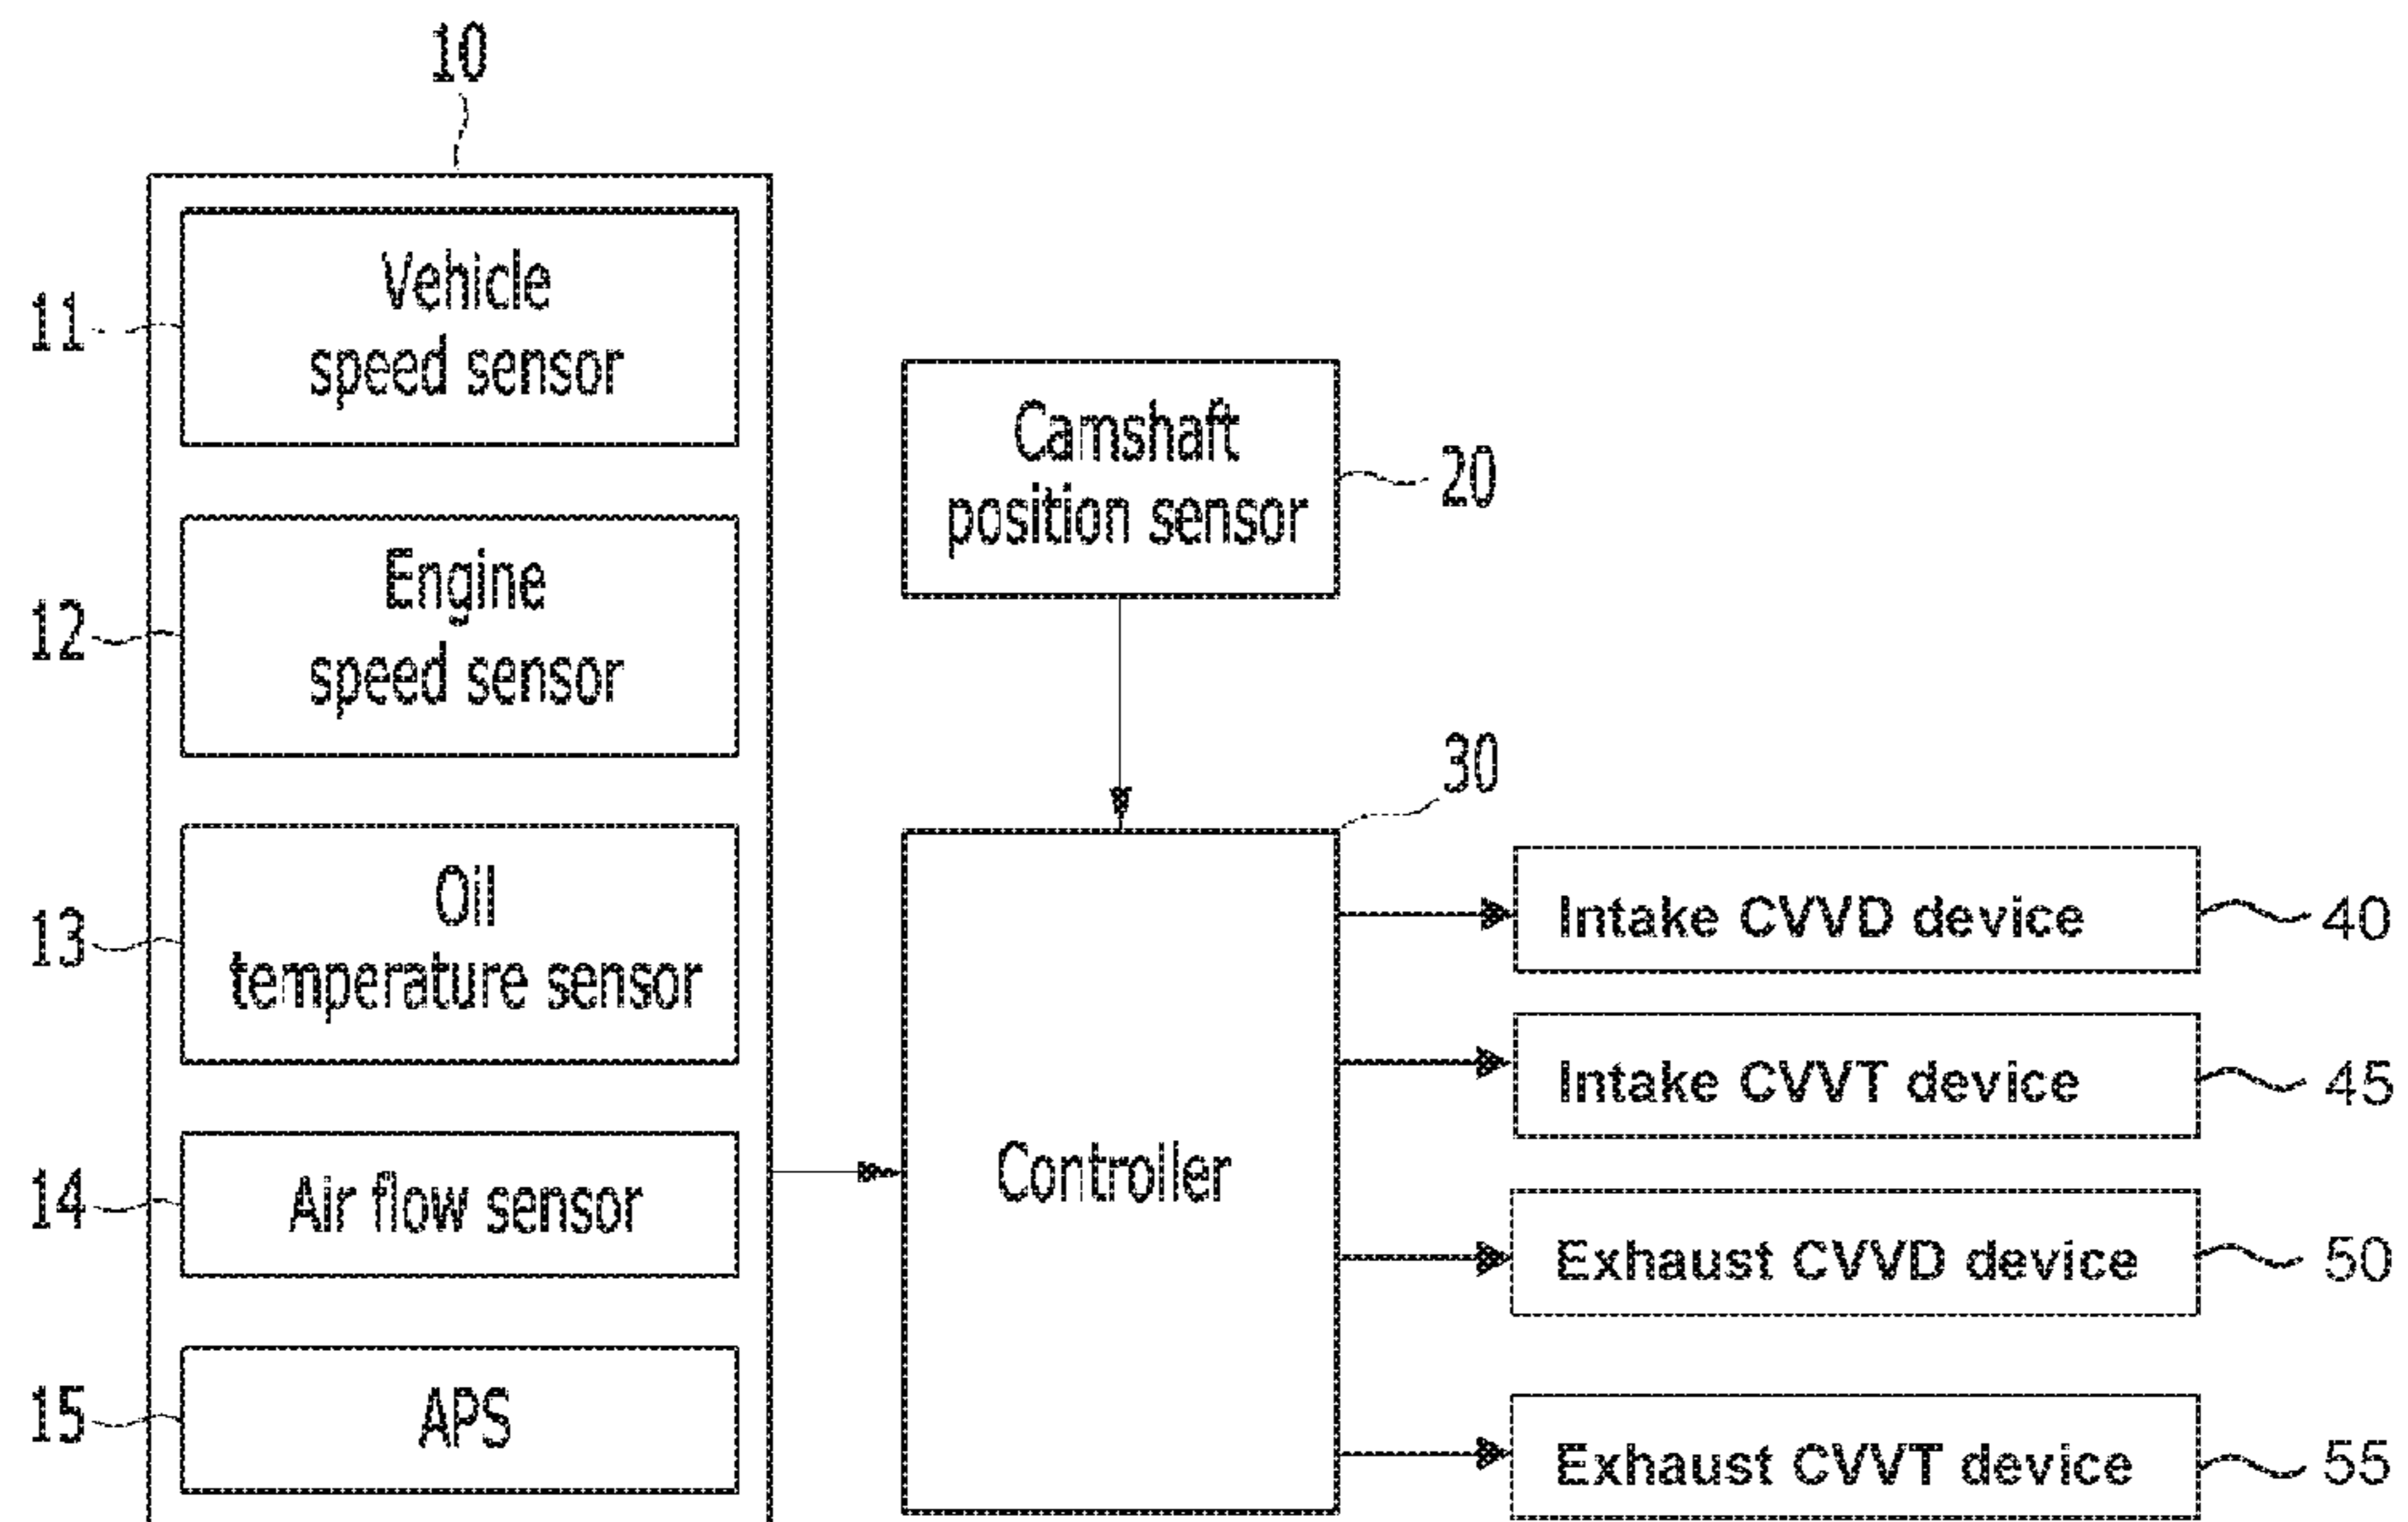 10
11
Vehicle
speed sensor
12
Engine
speed sensor
13
Oil
temperature sensor
14
Air flow sensor
15
APS
Camshaft
position sensor
20
30
Controller
Intake CVVD device
40
Intake CVVT device
45
Exhaust CVVD device
50
Exhaust CVVT device
55